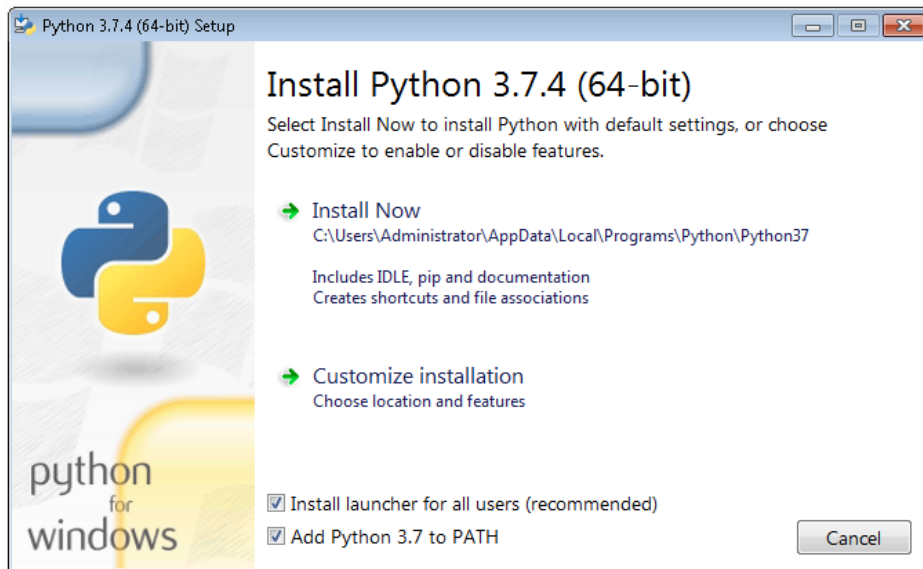 Python 3.7.4 (64-bit) Setup
Install Python 3.7.4 (64-bit)
Select Install Now to install Python with default settings, or choose
Customize to enable or disable features.
Install Now
C:\Users\Administrator\AppData\Local\Programs\Python\Python37
Includes IDLE, pip and documentation
Creates shortcuts and file associations
Customize installation
Choose location and features
python
for
windows
Install launcher for all users (recommended)
Add Python 3.7 to PATH
Cancel